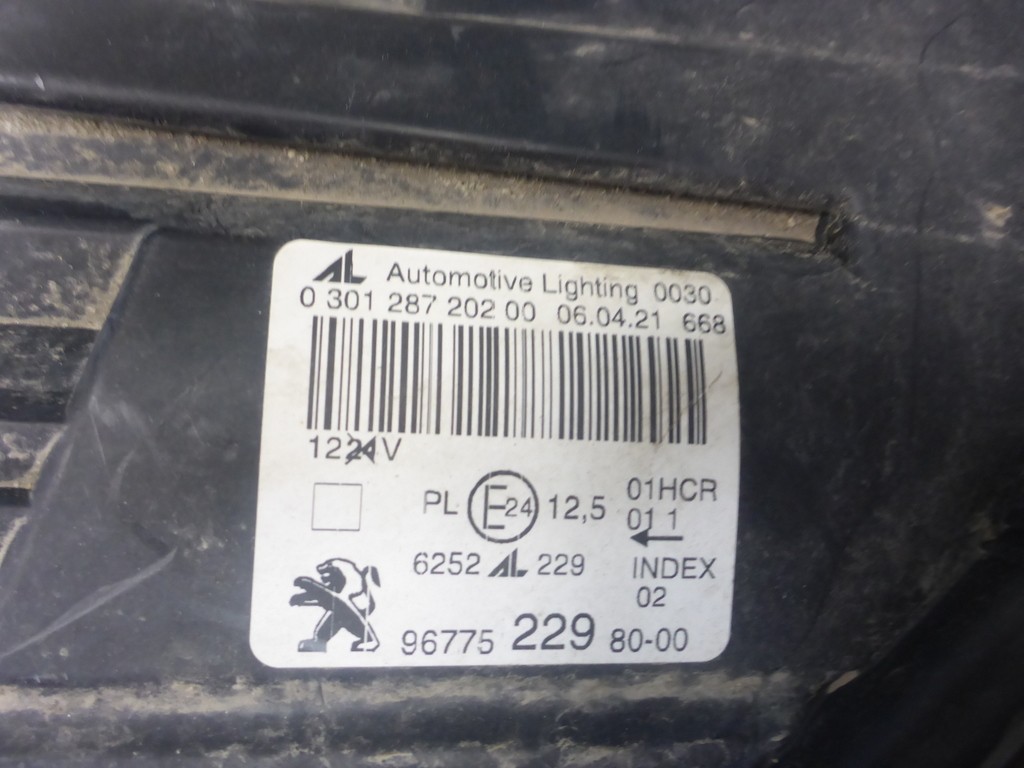 AL Automotive Lighting 0030
0 301 287 202 00 06.04.21 668
1224V
PL E24 12,5 01HCR
01 1
6252 AL 229 INDEX
02
96775 229 80-00